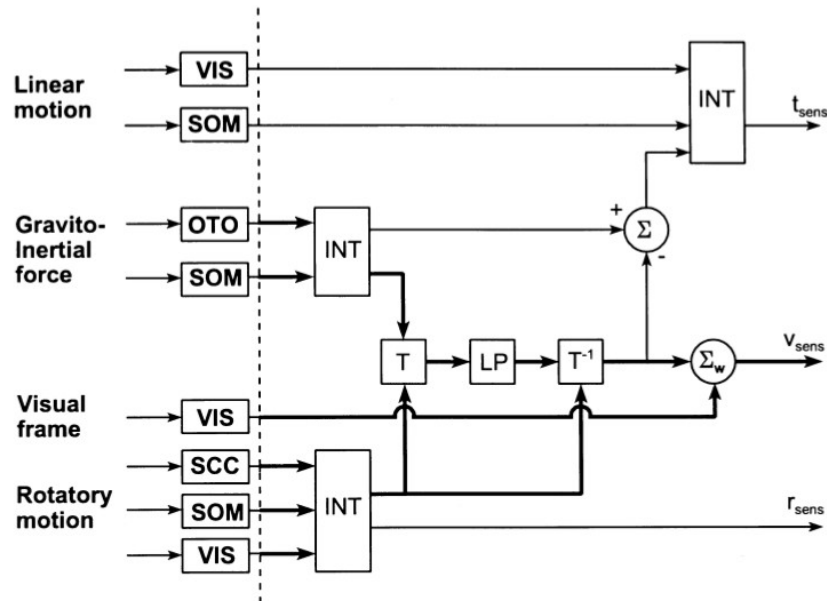 Linear
motion
VIS
SOM
INT
t_sens
Gravito-
Inertial
force
OTO
SOM
INT
+
Σ
-
T
LP
T⁻¹
Σ_w
v_sens
Visual
frame
VIS
Rotatory
motion
SCC
SOM
VIS
INT
r_sens